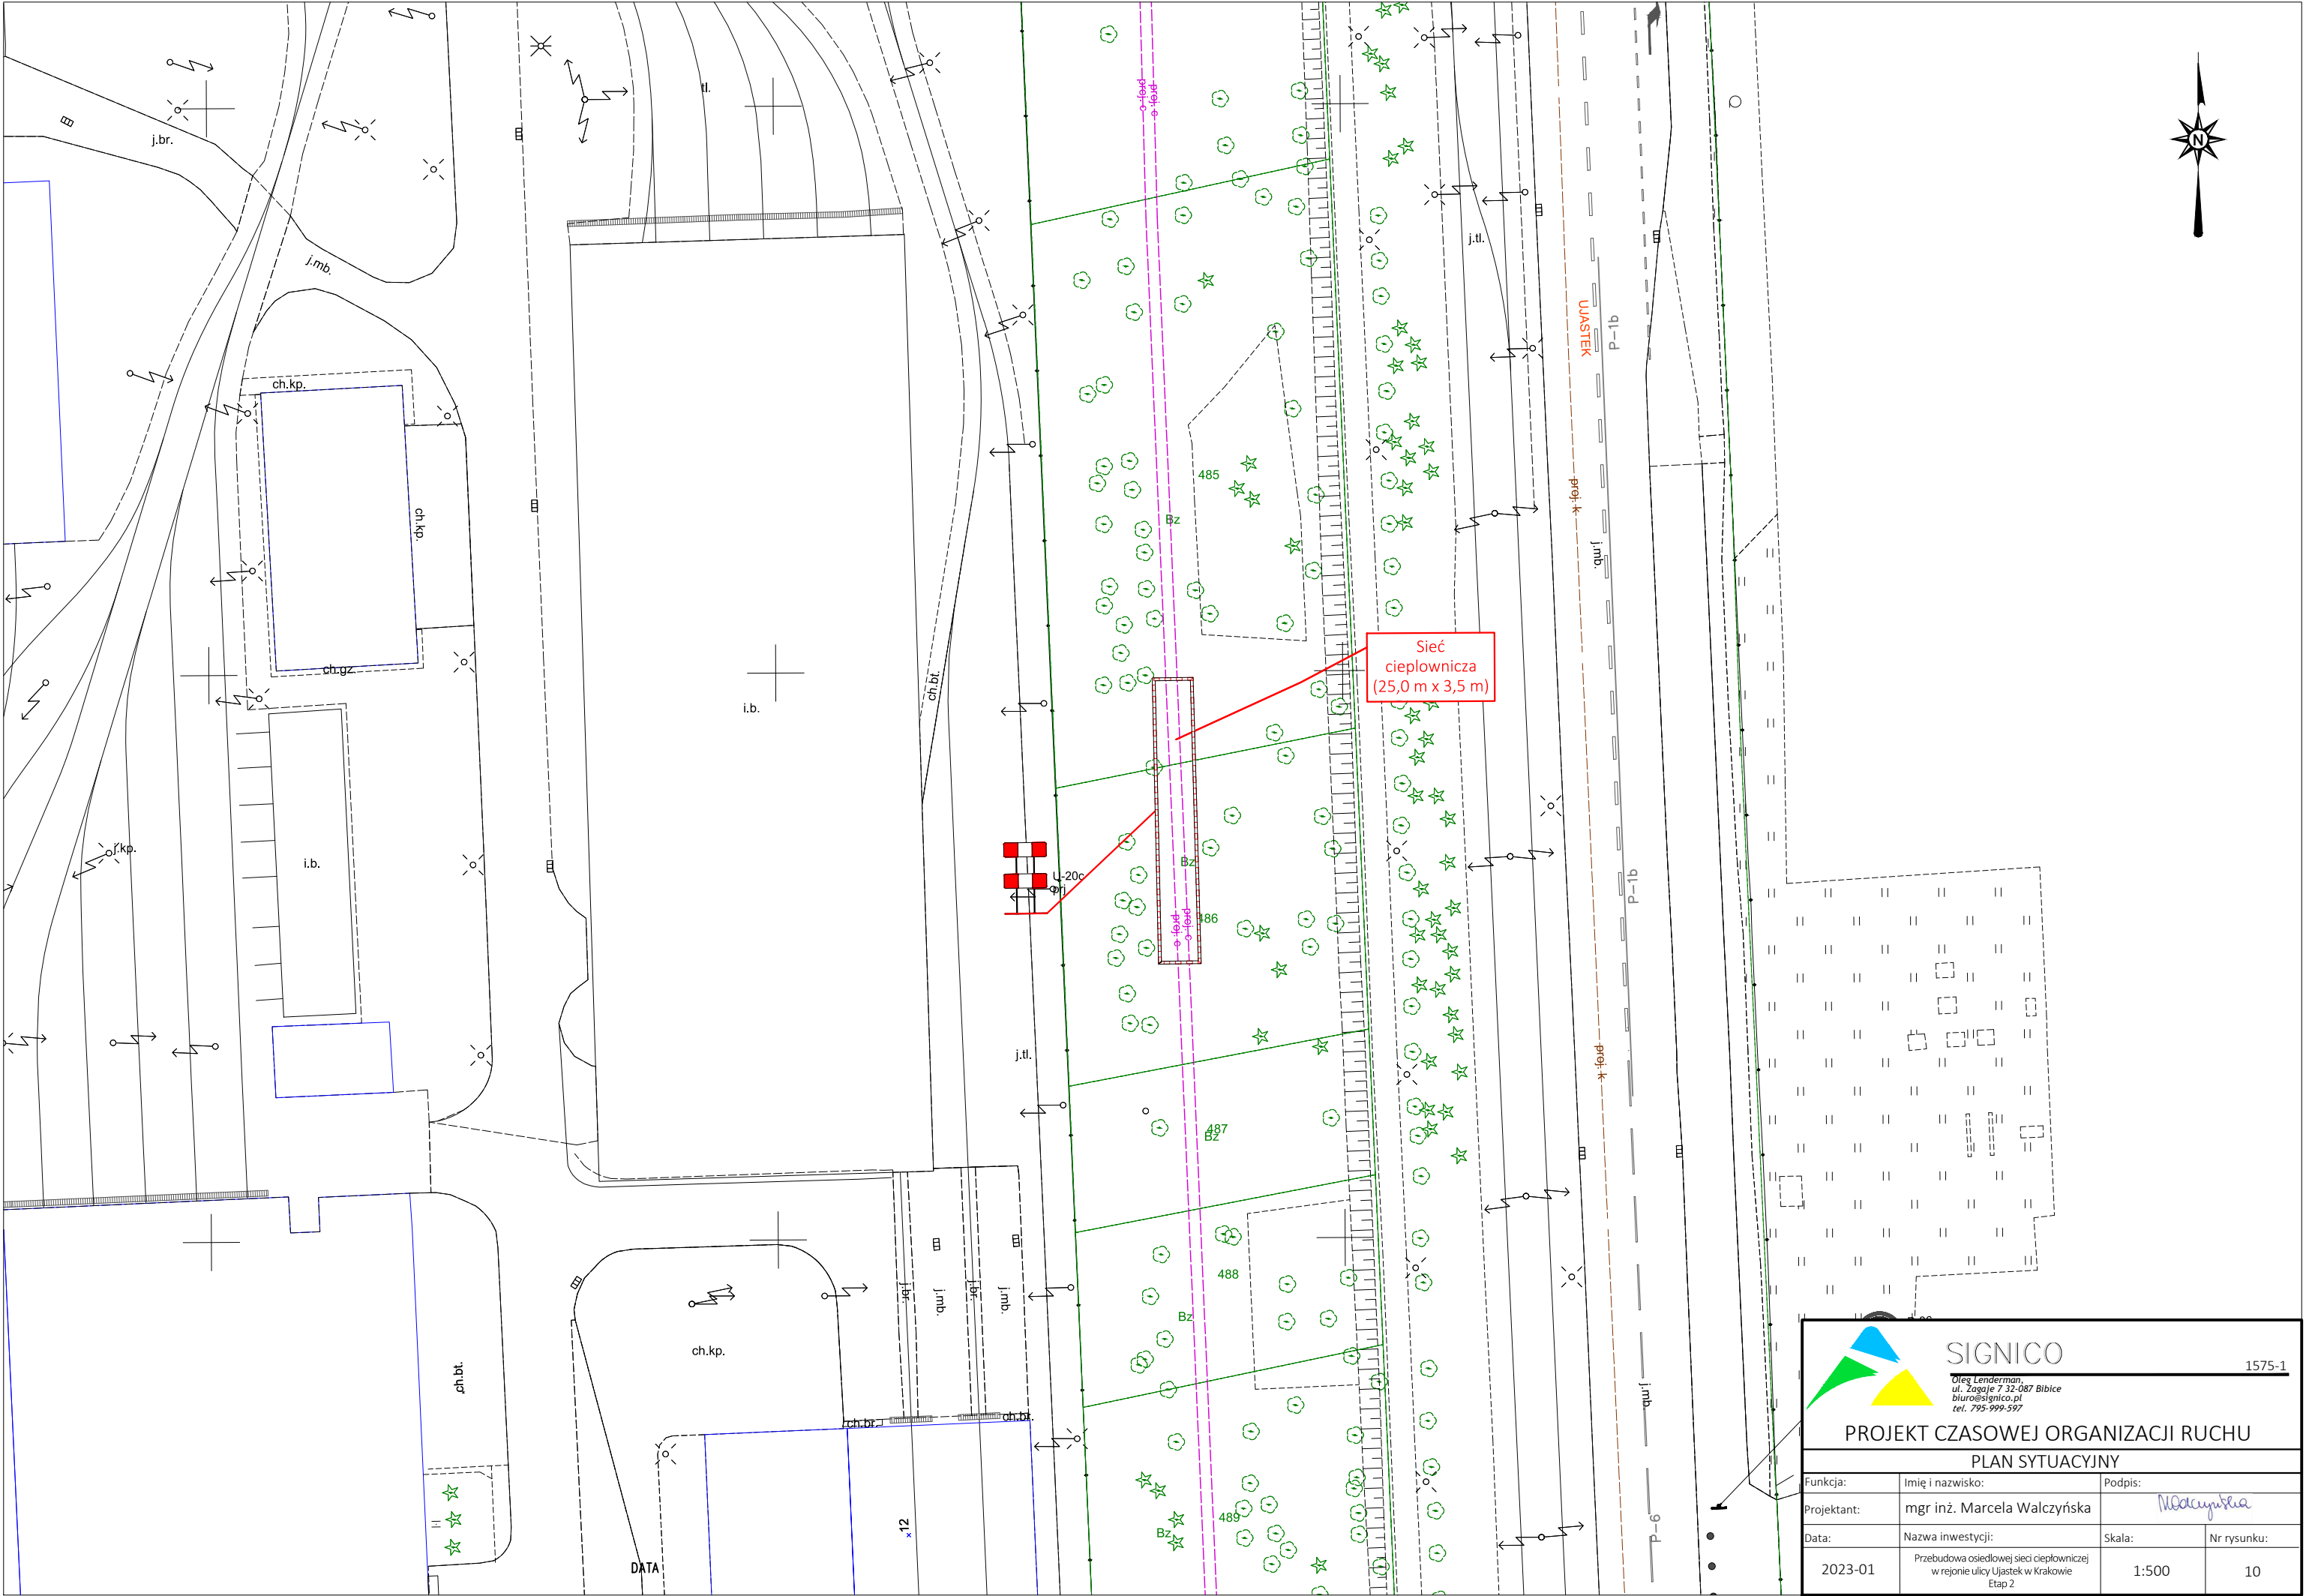 j.br.
tl.
proj. c
proj. c
N
j.mb.
j.tl.
UJASTEK
P-1b
ch.kp.
485
proj. k
ch.kp.
Bz
j.mb.
ch.gz.
Sieć
cieplownicza
(25,0 m x 3,5 m)
ch.bt.
i.b.
j.kp.
i.b.
U-20c
prj
Bz
P-1b
486
proj. c
proj. c
j.tl.
proj. k
487
Bz
488
j.br.
j.mb.
j.br.
j.mb.
Bz
ch.kp.
ch.bt.
j.mb.
ch.br.
ch.br.
489
Bz
12
P-6
DATA
SIGNICO
1575-1
Oleg Lenderman,
ul. Zagaje 7 32-087 Bibice
biuro@signico.pl
tel. 795-999-597
PROJEKT CZASOWEJ ORGANIZACJI RUCHU
PLAN SYTUACYJNY
Funkcja: Imię i nazwisko: Podpis:
Projektant: mgr inż. Marcela Walczyńska
Data: Nazwa inwestycji: Skala: Nr rysunku:
2023-01 Przebudowa osiedlowej sieci ciepłowniczej
w rejonie ulicy Ujastek w Krakowie
Etap 2
1:500 10